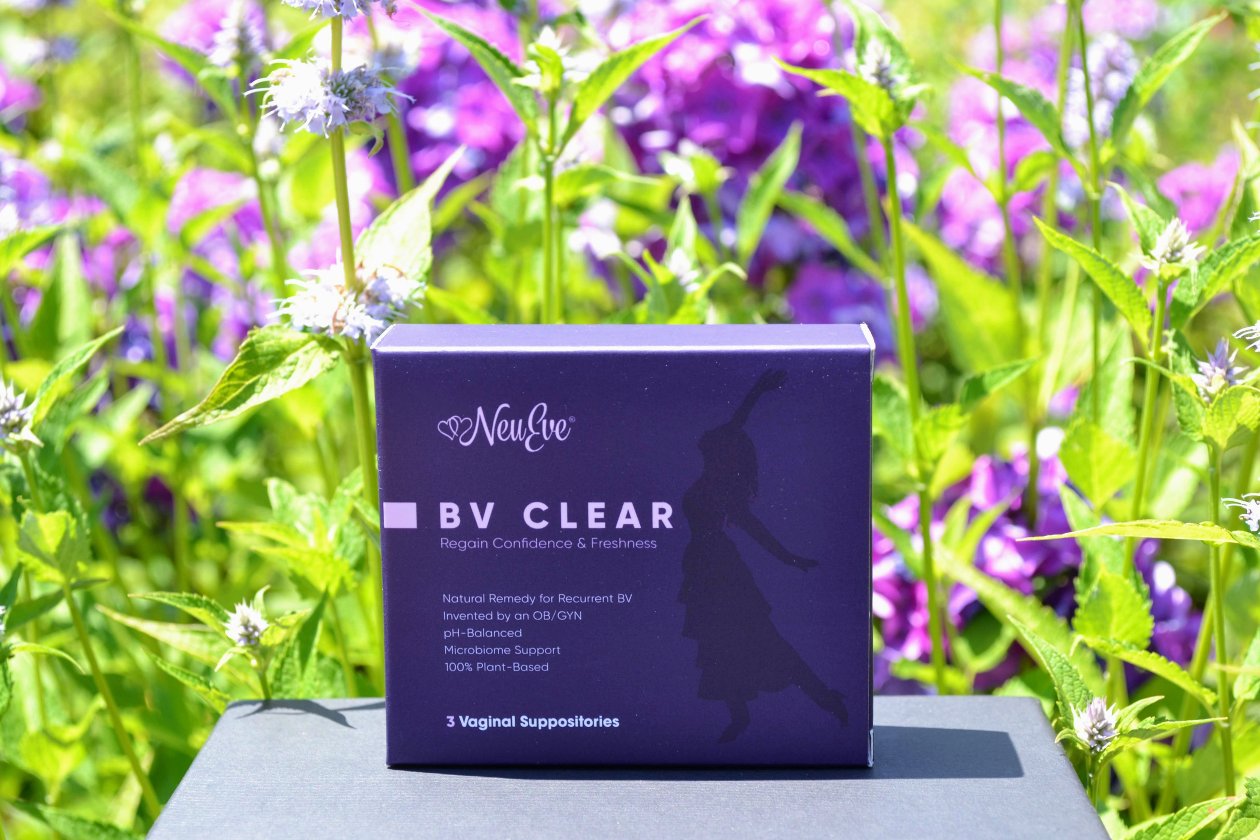 NeuEve®
BV CLEAR
Regain Confidence & Freshness
Natural Remedy for Recurrent BV
Invented by an OB/GYN
pH-Balanced
Microbiome Support
100% Plant-Based
3 Vaginal Suppositories